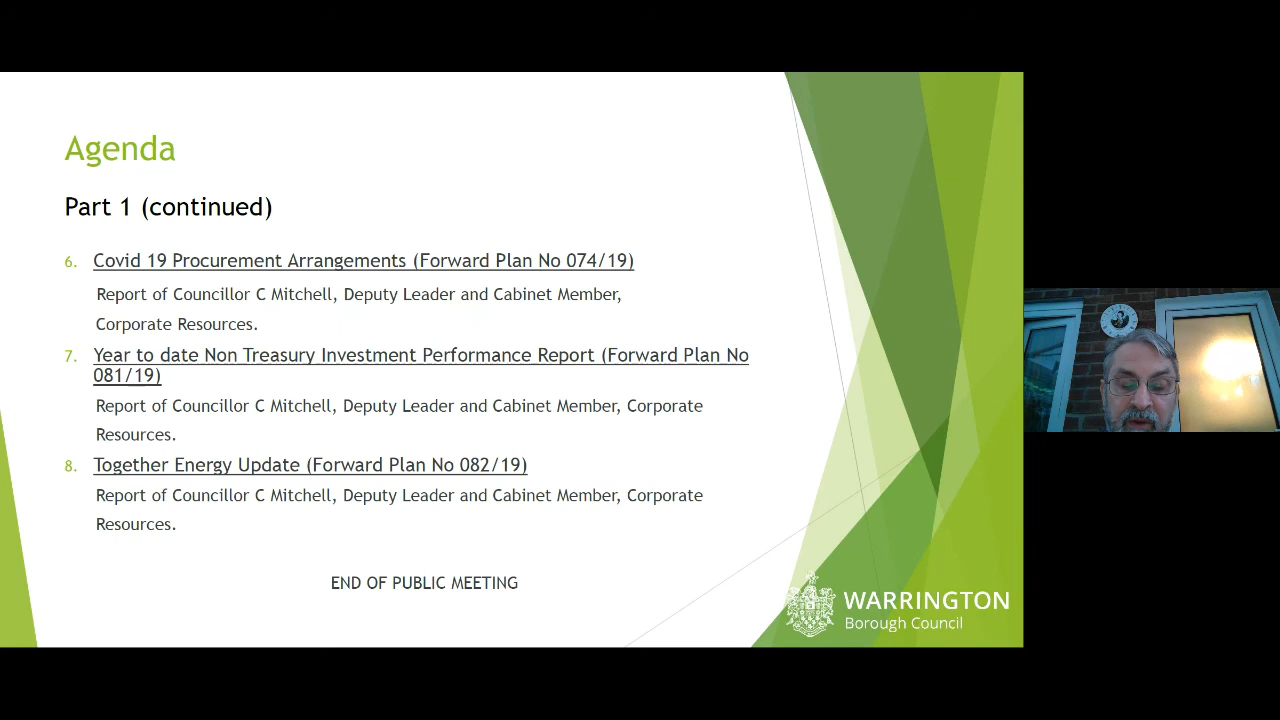 Agenda
Part 1 (continued)
6. Covid 19 Procurement Arrangements (Forward Plan No 074/19)
Report of Councillor C Mitchell, Deputy Leader and Cabinet Member,
Corporate Resources.
7. Year to date Non Treasury Investment Performance Report (Forward Plan No
081/19)
Report of Councillor C Mitchell, Deputy Leader and Cabinet Member, Corporate
Resources.
8. Together Energy Update (Forward Plan No 082/19)
Report of Councillor C Mitchell, Deputy Leader and Cabinet Member, Corporate
Resources.
END OF PUBLIC MEETING
WARRINGTON
Borough Council